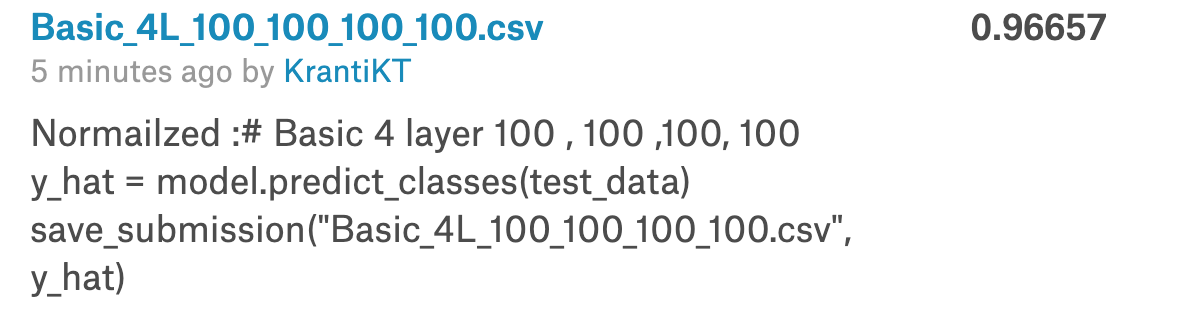 Basic_4L_100_100_100_100.csv 0.96657
5 minutes ago by KrantiKT
Normailzed :# Basic 4 layer 100 , 100 ,100, 100
y_hat = model.predict_classes(test_data)
save_submission("Basic_4L_100_100_100_100.csv",
y_hat)